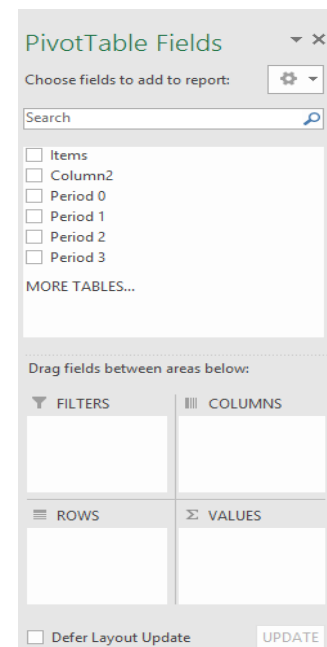 PivotTable Fields
Choose fields to add to report:
Search
Items
Column2
Period 0
Period 1
Period 2
Period 3
MORE TABLES...
Drag fields between areas below:
FILTERS
COLUMNS
ROWS
Σ VALUES
Defer Layout Update
UPDATE